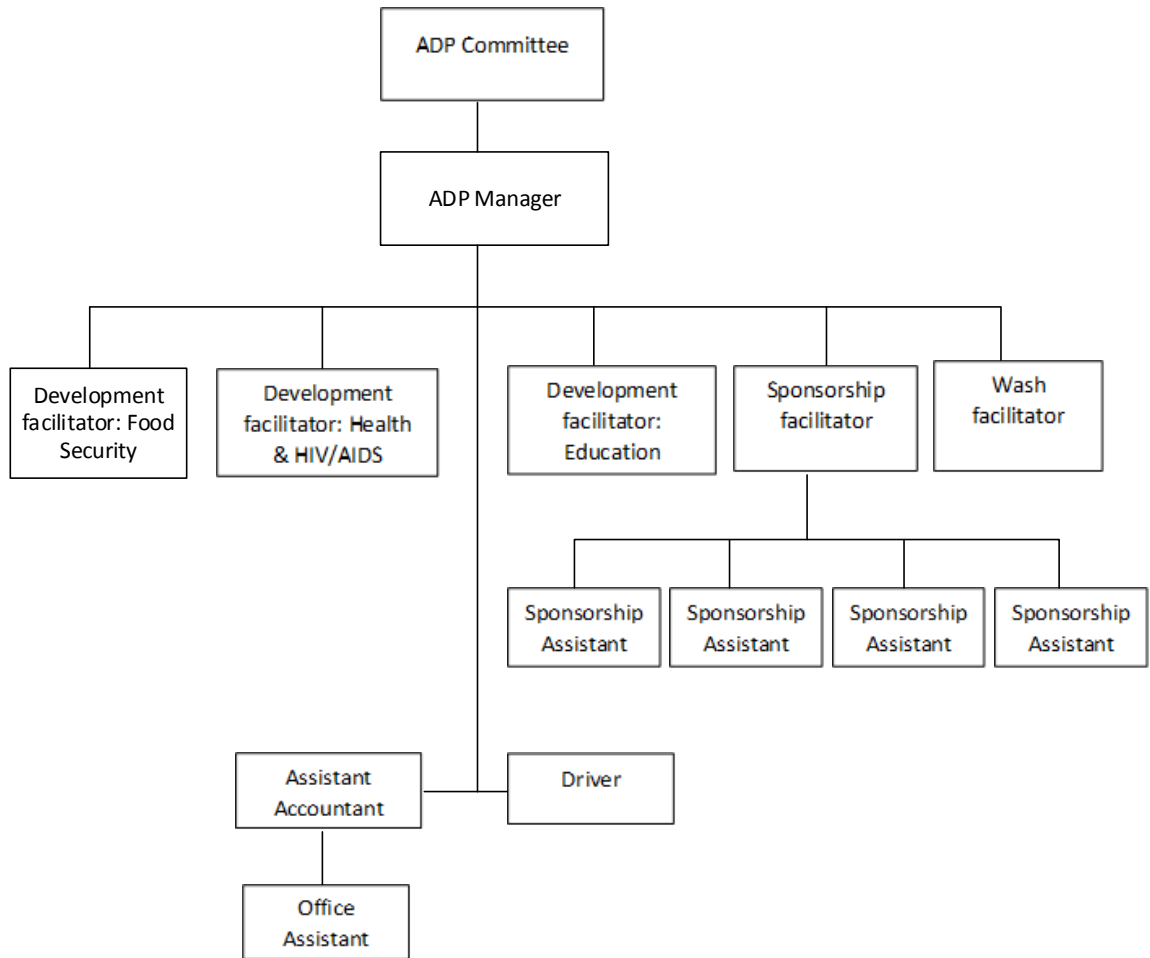 ADP Committee
ADP Manager
Development
facilitator: Food
Security
Development
facilitator: Health
& HIV/AIDS
Development
facilitator:
Education
Sponsorship
facilitator
Wash
facilitator
Sponsorship
Assistant
Sponsorship
Assistant
Sponsorship
Assistant
Sponsorship
Assistant
Assistant
Accountant
Driver
Office
Assistant